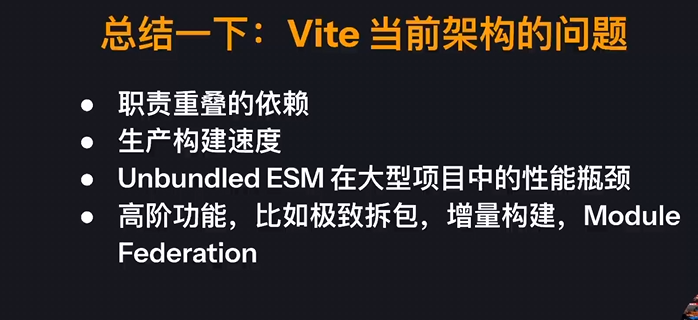 总结一下：Vite 当前架构的问题
● 职责重叠的依赖
● 生产构建速度
● Unbundled ESM 在大型项目中的性能瓶颈
● 高阶功能，比如极致拆包，增量构建，Module
Federation